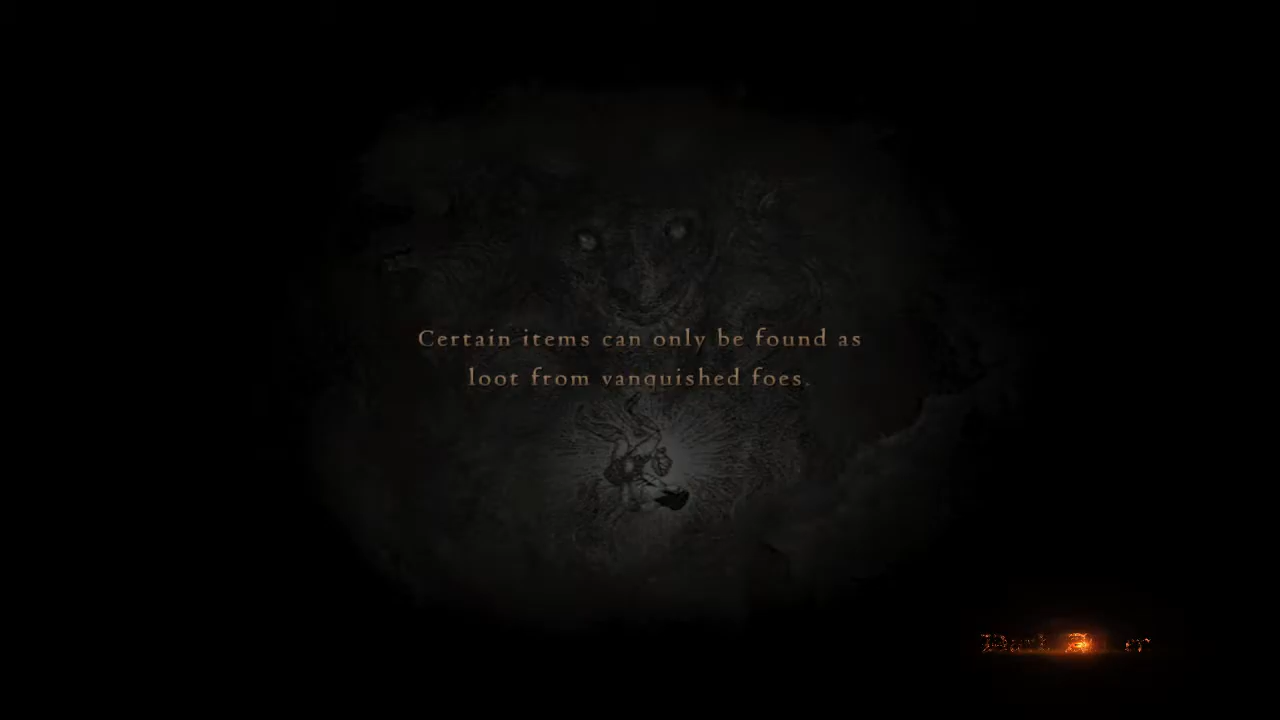 Certain items can only be found as
loot from vanquished foes.